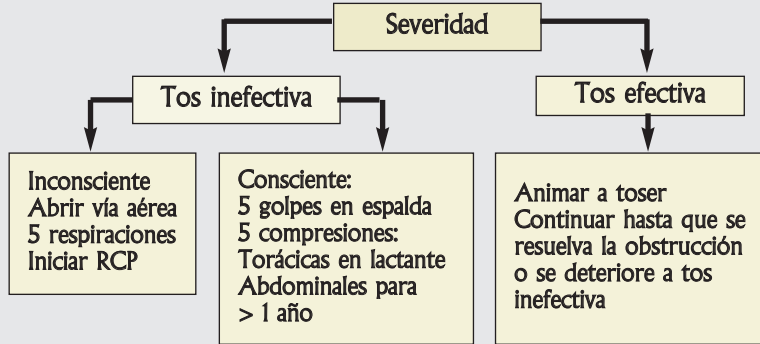 Severidad
Tos inefectiva
Tos efectiva
Inconsciente
Abrir vía aérea
5 respiraciones
Iniciar RCP
Consciente:
5 golpes en espalda
5 compresiones:
Torácicas en lactante
Abdominales para
> 1 año
Animar a toser
Continuar hasta que se
resuelva la obstrucción
o se deteriore a tos
inefectiva